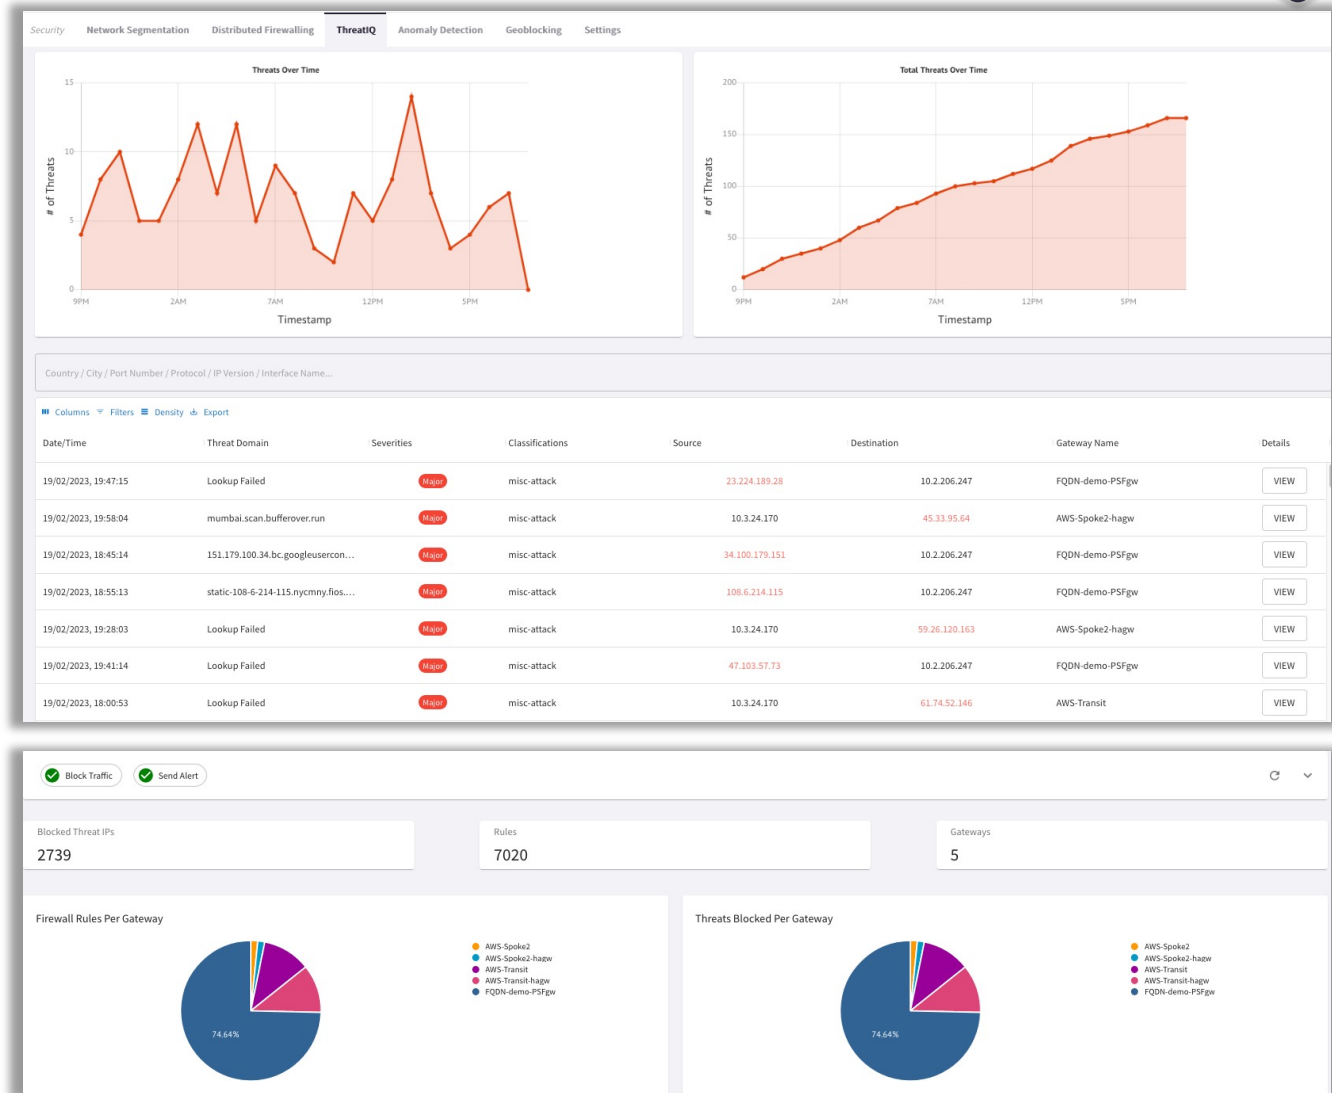 Security Network Segmentation Distributed Firewalling ThreatIQ Anomaly Detection Geoblocking Settings
Threats Over Time
15
10
5
0
# of Threats
9PM 2AM 7AM 12PM 5PM
Timestamp
Total Threats Over Time
200
150
100
50
0
# of Threats
9PM 2AM 7AM 12PM 5PM
Timestamp
Country / City / Port Number / Protocol / IP Version / Interface Name...
Columns Filters Density Export
Date/Time Threat Domain Severities Classifications Source Destination Gateway Name Details
19/02/2023, 19:47:15 Lookup Failed Major misc-attack 23.224.189.28 10.2.206.247 FQDN-demo-PSFgw VIEW
19/02/2023, 19:58:04 mumbai.scan.bufferover.run Major misc-attack 10.3.24.170 45.33.95.64 AWS-Spoke2-hagw VIEW
19/02/2023, 18:45:14 151.179.100.34.bc.googleusercon... Major misc-attack 34.100.179.151 10.2.206.247 FQDN-demo-PSFgw VIEW
19/02/2023, 18:55:13 static-108-6-214-115.nycmny.fios.... Major misc-attack 108.6.214.115 10.2.206.247 FQDN-demo-PSFgw VIEW
19/02/2023, 19:28:03 Lookup Failed Major misc-attack 10.3.24.170 59.26.120.163 AWS-Spoke2-hagw VIEW
19/02/2023, 19:41:14 Lookup Failed Major misc-attack 47.103.57.73 10.2.206.247 FQDN-demo-PSFgw VIEW
19/02/2023, 18:00:53 Lookup Failed Major misc-attack 10.3.24.170 61.74.52.146 AWS-Transit VIEW
Block Traffic Send Alert
Blocked Threat IPs
2739
Rules
7020
Gateways
5
Firewall Rules Per Gateway
74.64%
AWS-Spoke2
AWS-Spoke2-hagw
AWS-Transit
AWS-Transit-hagw
FQDN-demo-PSFgw
Threats Blocked Per Gateway
74.64%
AWS-Spoke2
AWS-Spoke2-hagw
AWS-Transit
AWS-Transit-hagw
FQDN-demo-PSFgw